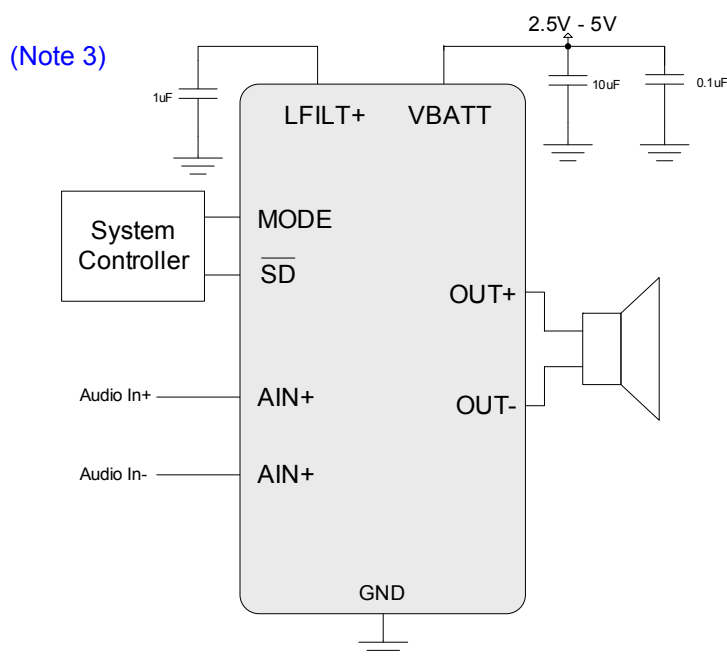 2.5V - 5V
(Note 3)
1uF
10uF
0.1uF
LFILT+
VBATT
System
Controller
MODE
SD
OUT+
OUT-
Audio In+
AIN+
Audio In-
AIN+
GND